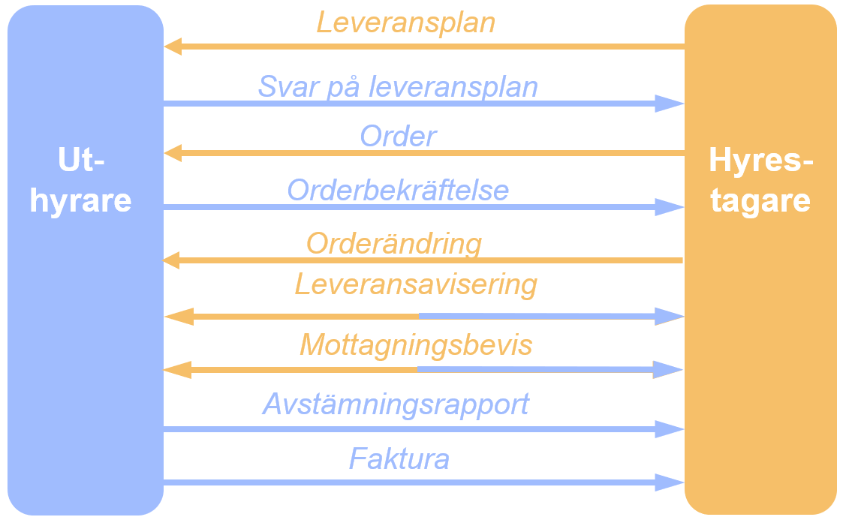 Leveransplan
Svar på leveransplan
Order
Ut-
hyrare
Hyres-
tagare
Orderbekräftelse
Orderändring
Leveransavisering
Mottagningsbevis
Avstämningsrapport
Faktura